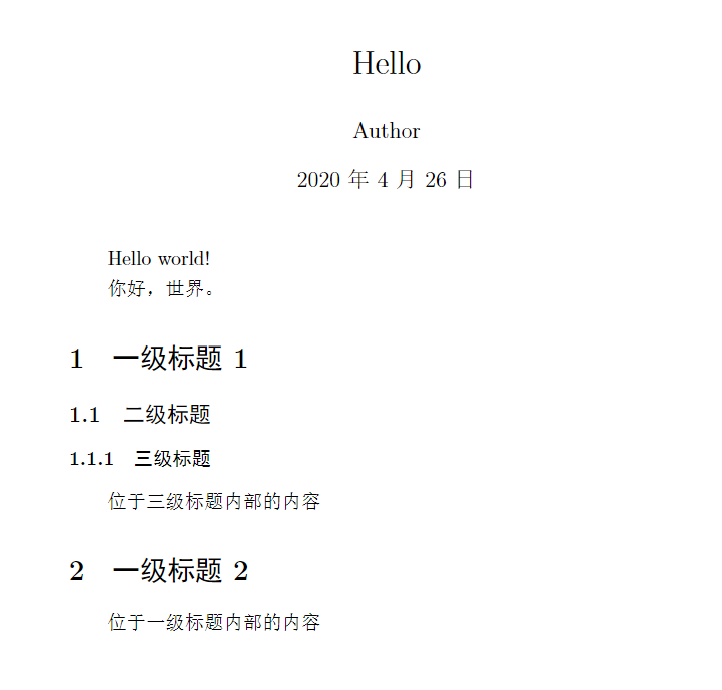 Hello
Author
2020 年 4 月 26 日
Hello world!
你好，世界。
1 一级标题 1
1.1 二级标题
1.1.1 三级标题
位于三级标题内部的内容
2 一级标题 2
位于一级标题内部的内容